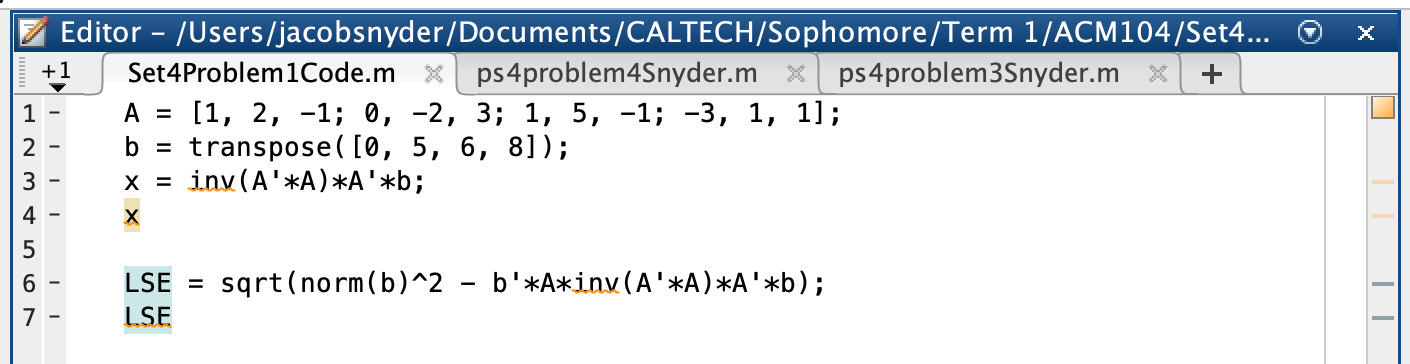 Editor – /Users/jacobsnyder/Documents/CALTECH/Sophomore/Term 1/ACM104/Set4...
+1 Set4Problem1Code.m ps4problem4Snyder.m ps4problem3Snyder.m +
1 – A = [1, 2, -1; 0, -2, 3; 1, 5, -1; -3, 1, 1];
2 – b = transpose([0, 5, 6, 8]);
3 – x = inv(A'*A)*A'*b;
4 – x
5
6 – LSE = sqrt(norm(b)^2 - b'*A*inv(A'*A)*A'*b);
7 – LSE